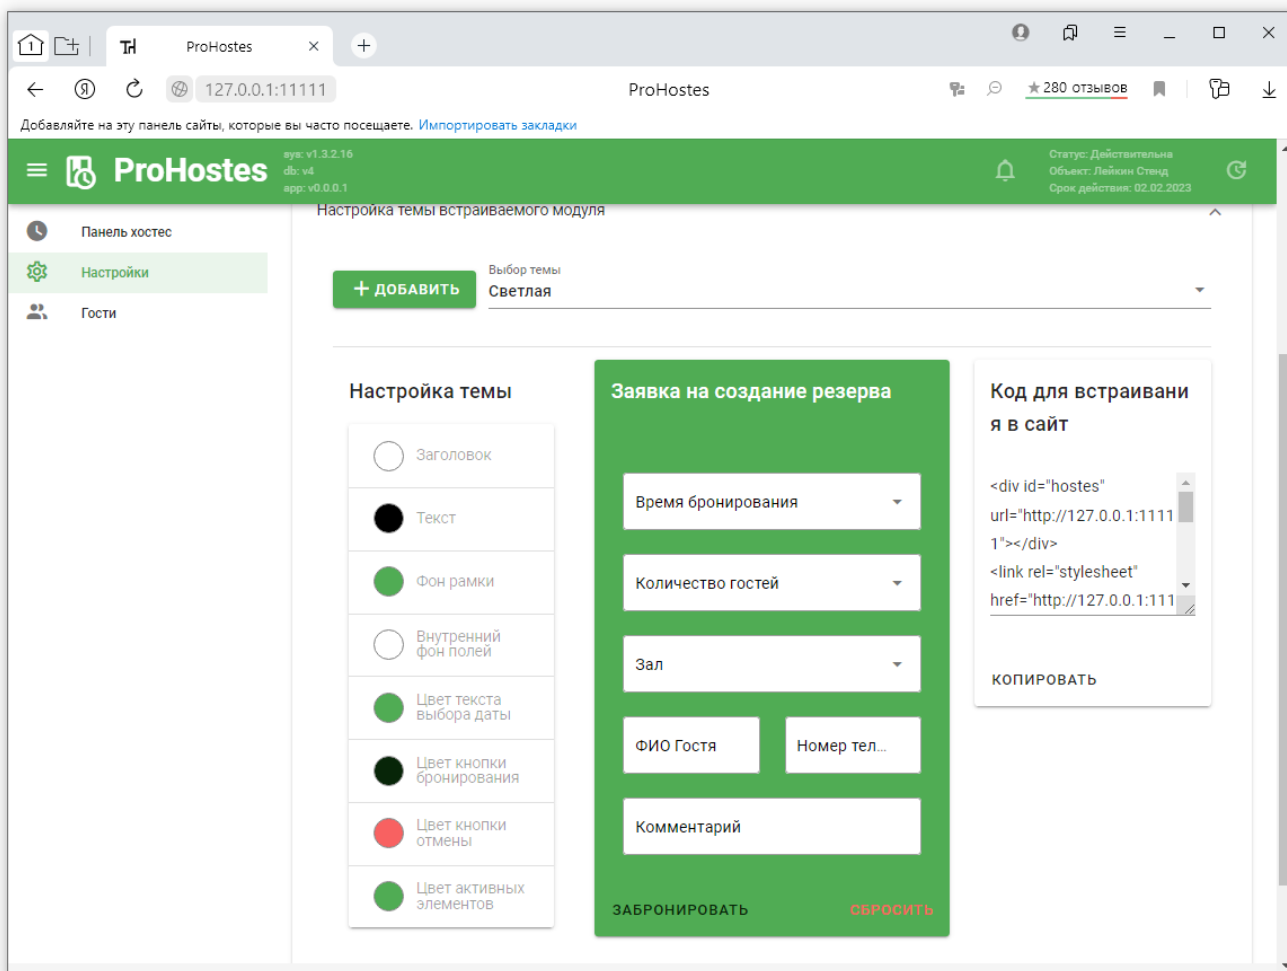 1
ProHostes
127.0.0.1:11111
ProHostes
★ 280 отзывов
Добавляйте на эту панель сайты, которые вы часто посещаете. Импортировать закладки
ProHostes
sys: v1.3.2.16
db: v4
app: v0.0.0.1
Статус: Действительна
Объект: Лейкин Стенд
Срок действия: 02.02.2023
Панель хостес
Настройки
Гости
Настройка темы встраиваемого модуля
+ ДОБАВИТЬ
Выбор темы
Светлая
Настройка темы
Заголовок
Текст
Фон рамки
Внутренний
фон полей
Цвет текста
выбора даты
Цвет кнопки
бронирования
Цвет кнопки
отмены
Цвет активных
элементов
Заявка на создание резерва
Время бронирования
Количество гостей
Зал
ФИО Гостя
Номер тел...
Комментарий
ЗАБРОНИРОВАТЬ
СБРОСИТЬ
Код для встраивани
я в сайт
<div id="hostes"
url="http://127.0.0.1:1111
1"></div>
<link rel="stylesheet"
href="http://127.0.0.1:111
КОПИРОВАТЬ